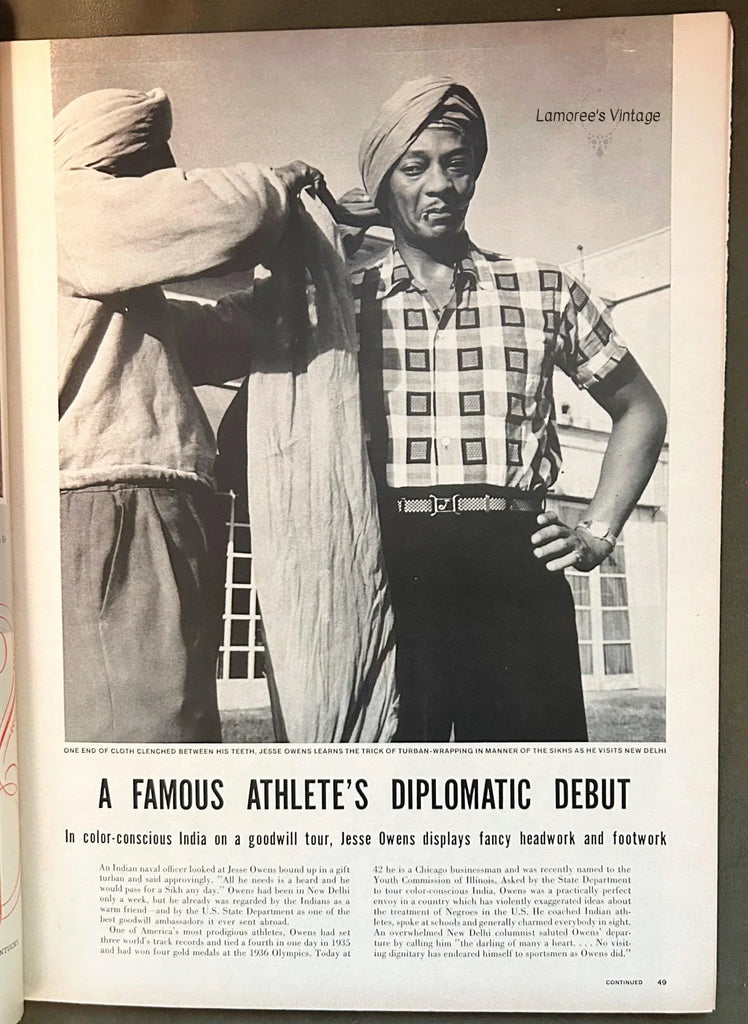 Lamoree's Vintage
J
ONE END OF CLOTH CLENCHED BETWEEN HIS TEETH, JESSE OWENS LEARNS THE TRICK OF TURBAN-WRAPPING IN MANNER OF THE SIKHS AS HE VISITS NEW DELHI
A FAMOUS ATHLETE'S DIPLOMATIC DEBUT
In color-conscious India on a goodwill tour, Jesse Owens displays fancy headwork and footwork
An Indian naval officer looked at Jesse Owens bound up in a gift
turban and said approvingly, "All he needs is a beard and he
would pass for a Sikh any day." Owens had been in New Delhi
only a week, but he already was regarded by the Indians as a
warm friend—and by the U.S. State Department as one of the
best goodwill ambassadors it ever sent abroad.
One of America's most prodigious athletes, Owens had set
three world's track records and tied a fourth in one day in 1935
and had won four gold medals at the 1936 Olympics. Today at
42 he is a Chicago businessman and was recently named to the
Youth Commission of Illinois. Asked by the State Department
to tour color-conscious India, Owens was a practically perfect
envoy in a country which has violently exaggerated ideas about
the treatment of Negroes in the U.S. He coached Indian ath-
letes, spoke at schools and generally charmed everybody in sight.
An overwhelmed New Delhi columnist saluted Owens' depar-
ture by calling him "the darling of many a heart. . . . No visit-
ing dignitary has endeared himself to sportsmen as Owens did."
CONTINUED 49